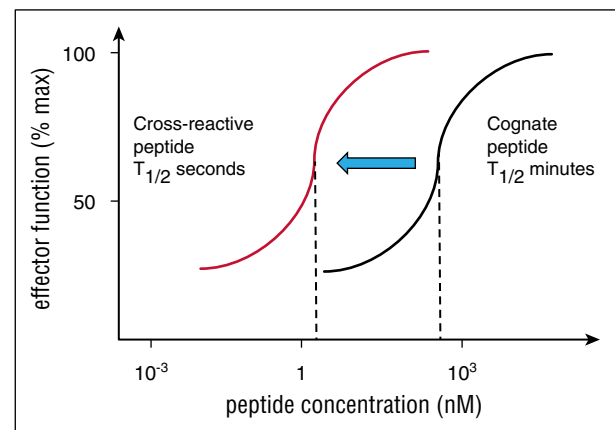 100
50
effector function (% max)
Cross-reactive
peptide
T1/2 seconds
Cognate
peptide
T1/2 minutes
10-3
1
103
peptide concentration (nM)